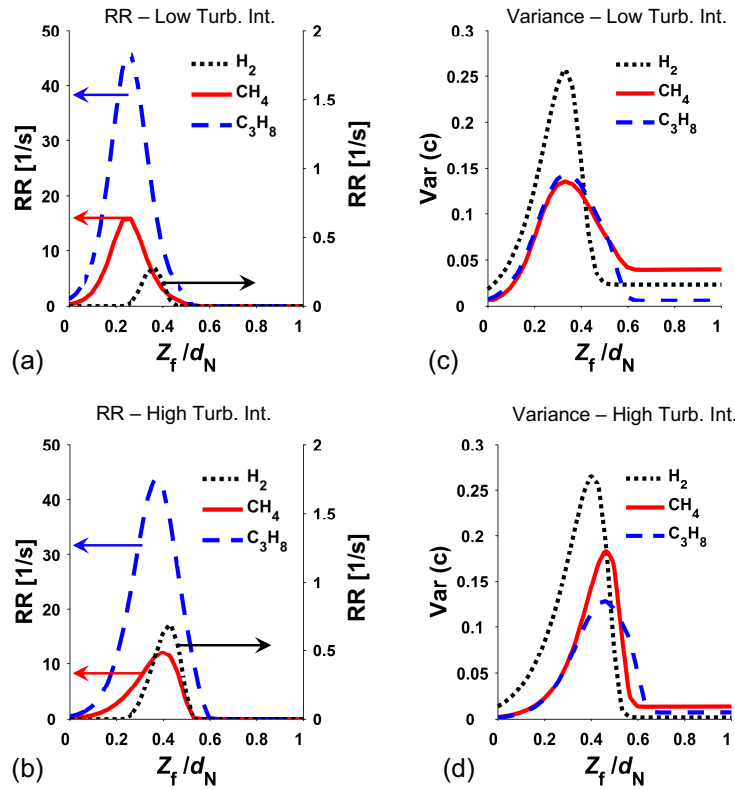 RR – Low Turb. Int.
50
40
30
20
10
0
RR [1/s]
2
1.5
1
0.5
0
RR [1/s]
H2
CH4
C3H8
0 0.2 0.4 0.6 0.8 1
Zf /dN
(a)
Variance – Low Turb. Int.
0.3
0.25
0.2
0.15
0.1
0.05
0
Var (c)
H2
CH4
C3H8
0 0.2 0.4 0.6 0.8 1
Zf /dN
(c)
RR – High Turb. Int.
50
40
30
20
10
0
RR [1/s]
2
1.5
1
0.5
0
RR [1/s]
H2
CH4
C3H8
0 0.2 0.4 0.6 0.8 1
Zf /dN
(b)
Variance – High Turb. Int.
0.3
0.25
0.2
0.15
0.1
0.05
0
Var (c)
H2
CH4
C3H8
0 0.2 0.4 0.6 0.8 1
Zf /dN
(d)